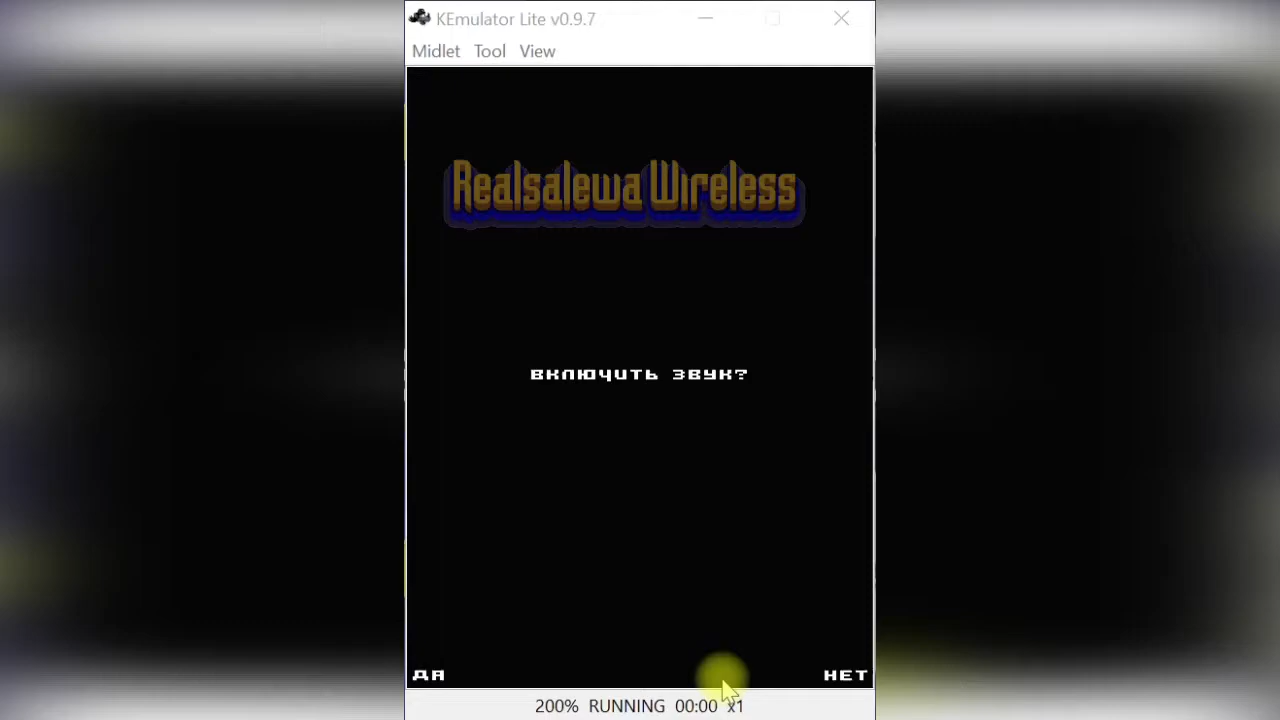 KEmulator Lite v0.9.7
Midlet Tool View
Realsalewa Wireless
ВКЛЮЧИТЬ ЗВУК?
ДА НЕТ
200% RUNNING 00:00 x1